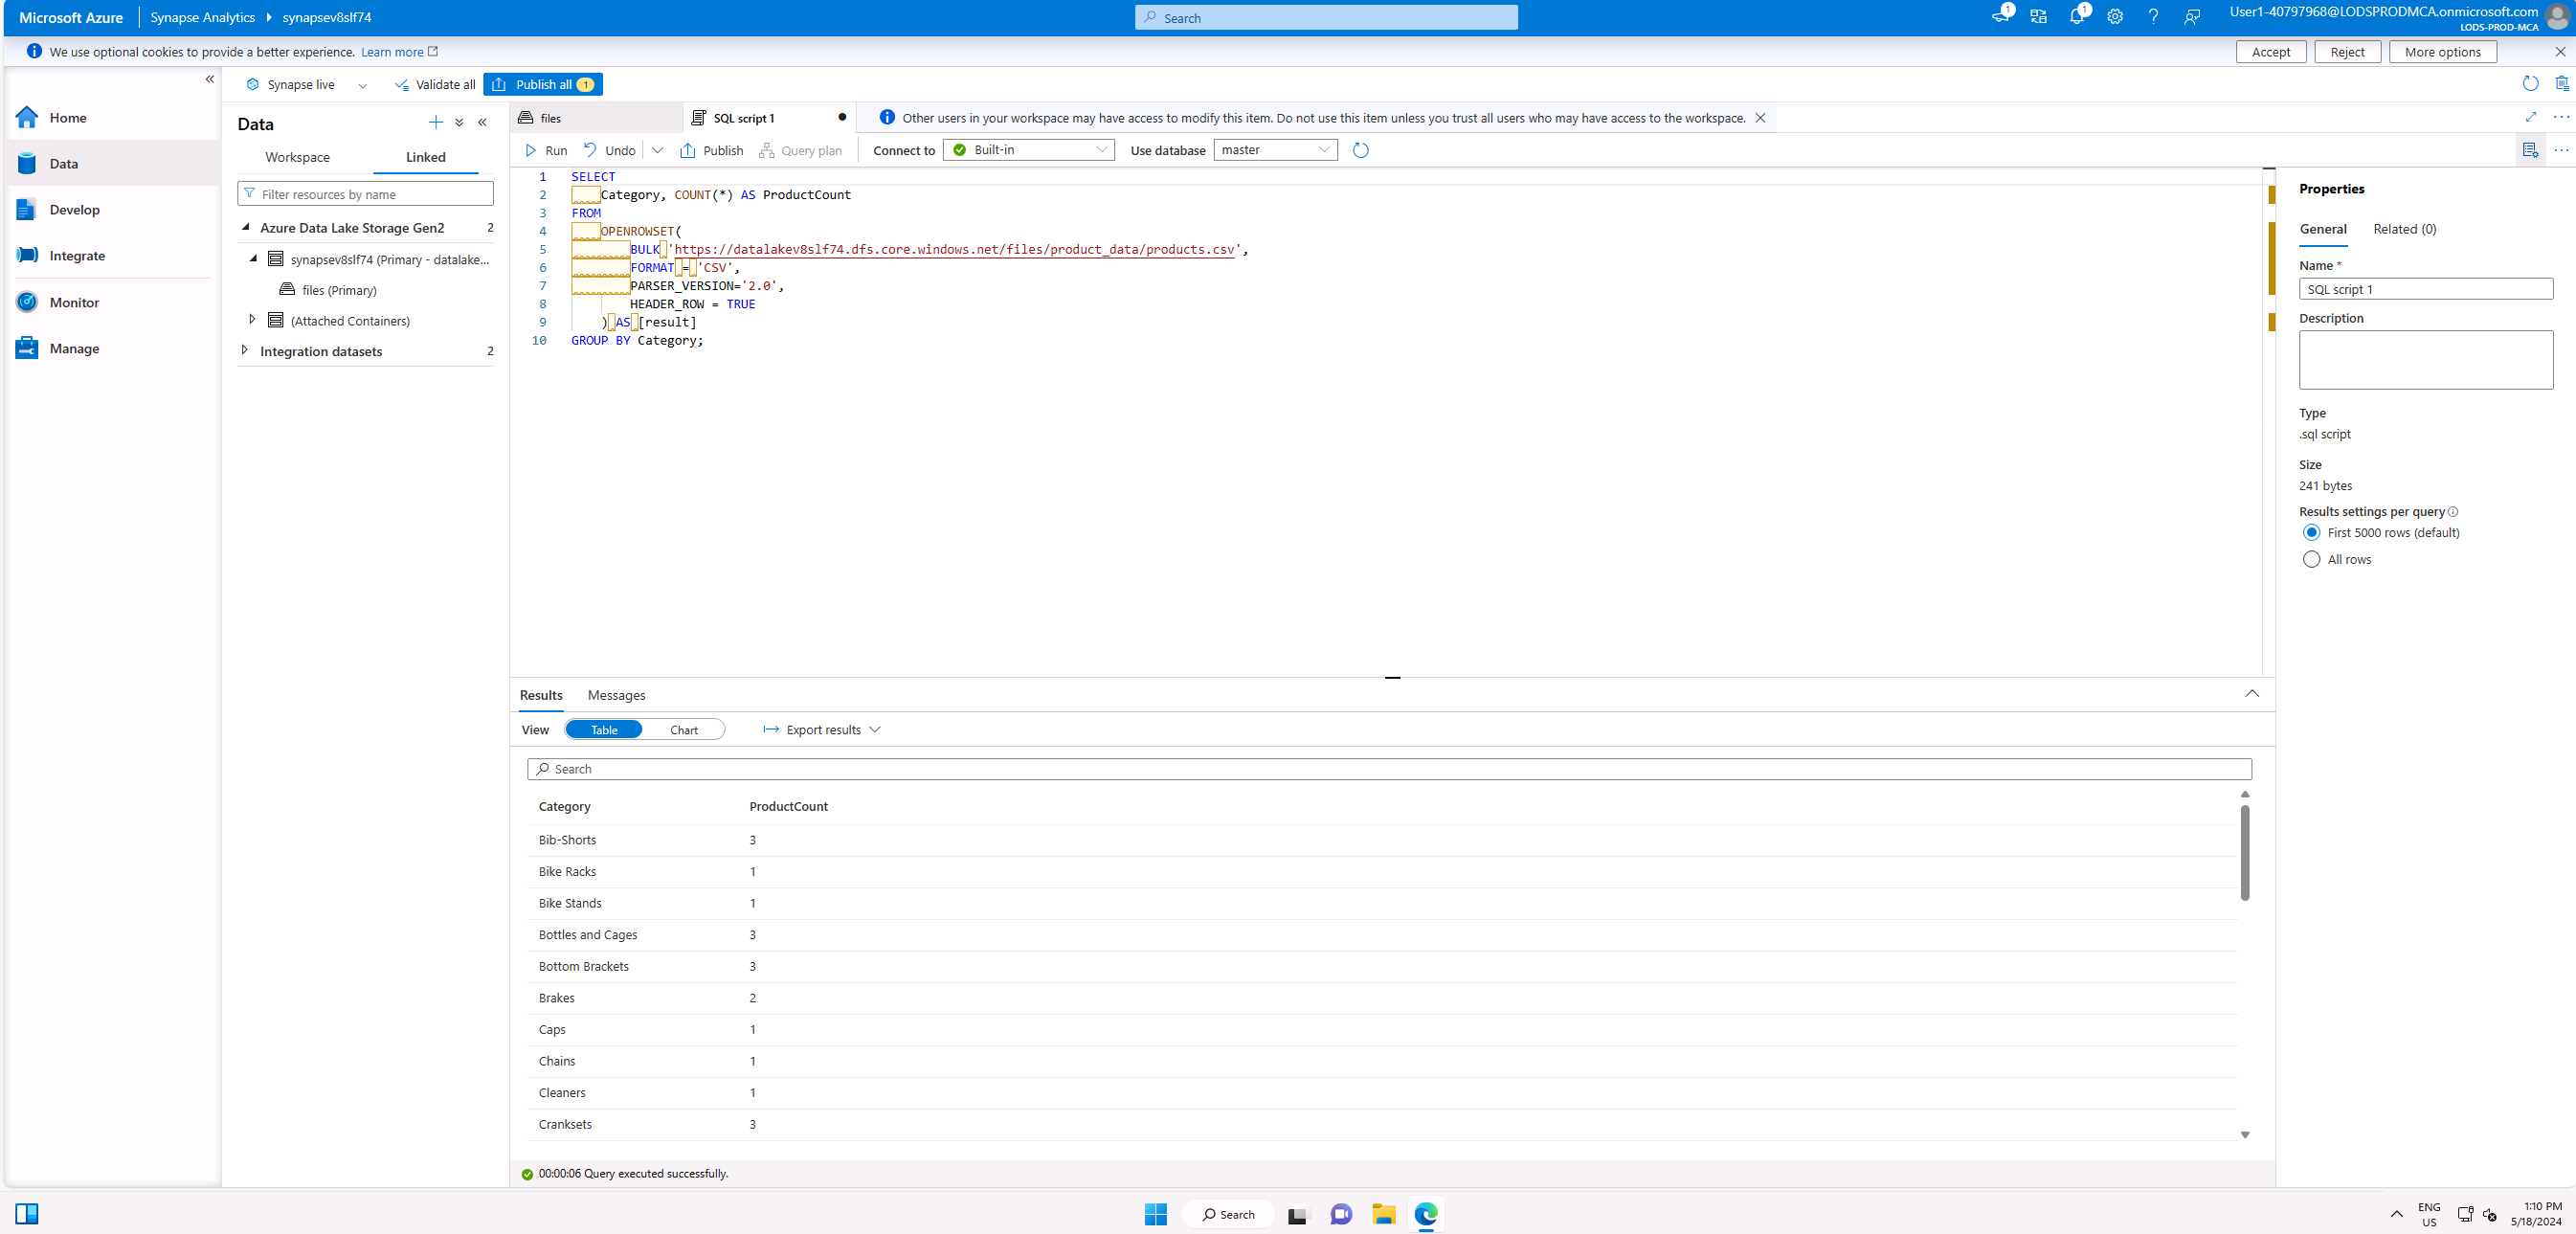 Microsoft Azure
Synapse Analytics
synapsev8slf74
Search
1
1
User1-40797968@LODSPRODMCA.onmicrosoft.com
LODS-PROD-MCA
We use optional cookies to provide a better experience. Learn more
Accept
Reject
More options
Synapse live
Validate all
Publish all 1
Home
Data
Develop
Integrate
Monitor
Manage
Data
Workspace
Linked
Filter resources by name
Azure Data Lake Storage Gen2 2
synapsev8slf74 (Primary - datalake...
files (Primary)
(Attached Containers)
Integration datasets 2
files
SQL script 1
Other users in your workspace may have access to modify this item. Do not use this item unless you trust all users who may have access to the workspace.
Run
Undo
Publish
Query plan
Connect to
Built-in
Use database
master
1 SELECT
2 Category, COUNT(*) AS ProductCount
3 FROM
4 OPENROWSET(
5 BULK 'https://datalakev8slf74.dfs.core.windows.net/files/product_data/products.csv',
6 FORMAT = 'CSV',
7 PARSER_VERSION='2.0',
8 HEADER_ROW = TRUE
9 ) AS [result]
10 GROUP BY Category;
Properties
General
Related (0)
Name *
SQL script 1
Description
Type
.sql script
Size
241 bytes
Results settings per query
First 5000 rows (default)
All rows
Results
Messages
View
Table
Chart
Export results
Search
Category ProductCount
Bib-Shorts 3
Bike Racks 1
Bike Stands 1
Bottles and Cages 3
Bottom Brackets 3
Brakes 2
Caps 1
Chains 1
Cleaners 1
Cranksets 3
00:00:06 Query executed successfully.
Search
ENG
US
1:10 PM
5/18/2024